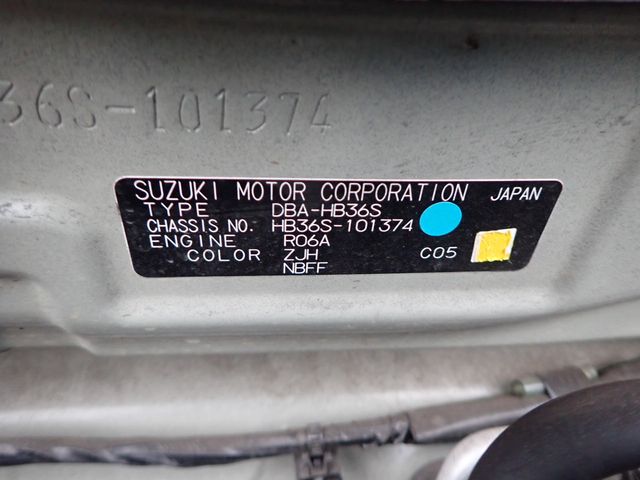 36S-101374
SUZUKI MOTOR CORPORATION JAPAN
TYPE DBA-HB36S
CHASSIS NO. HB36S-101374
ENGINE R06A
COLOR ZJH C05
NBFF